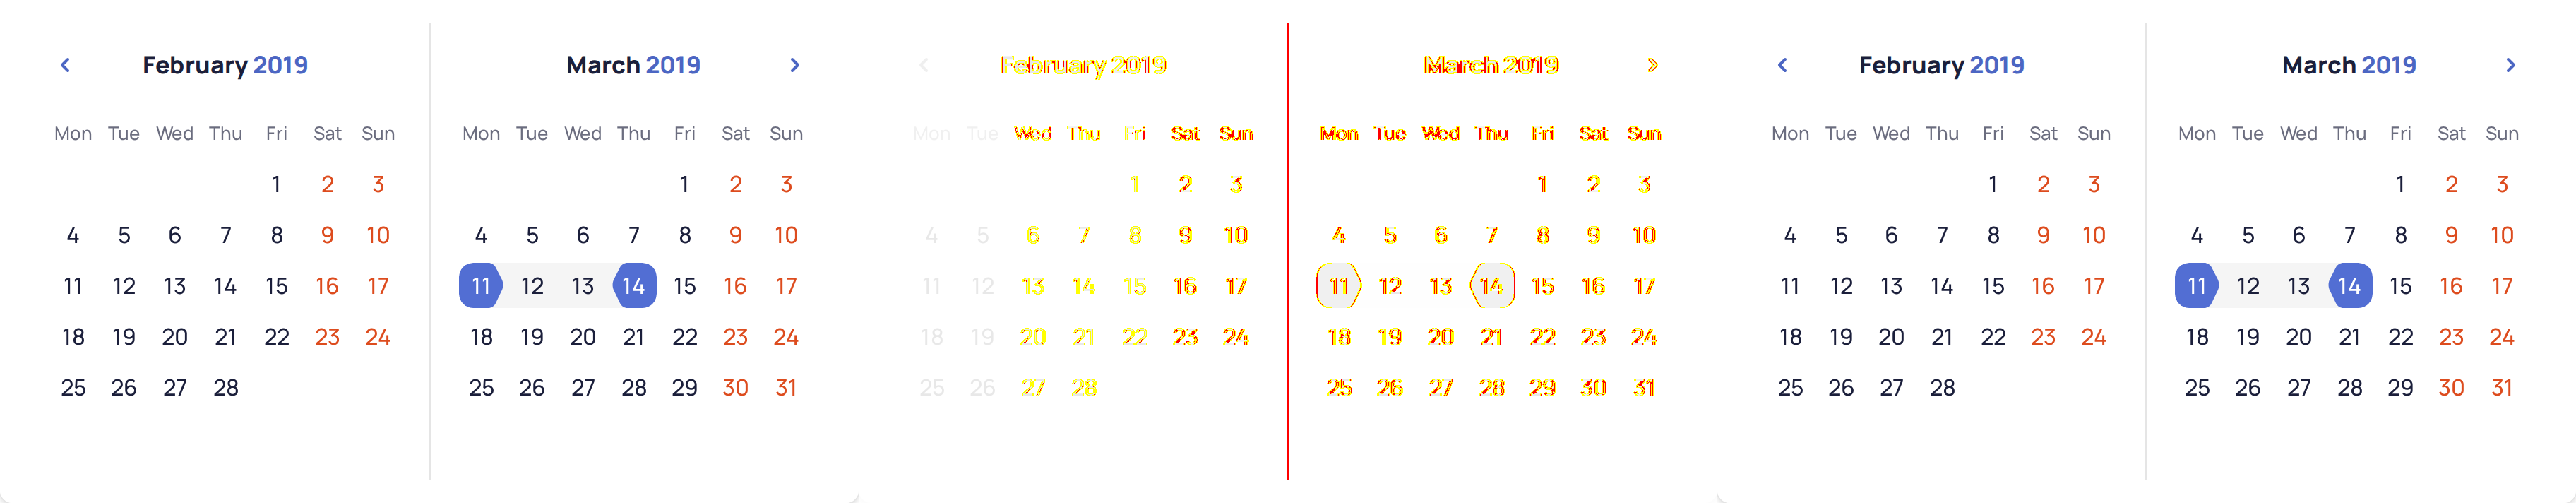 February 2019 March 2019 February 2019 March 2019 February 2019 March 2019
Mon Tue Wed Thu Fri Sat Sun Mon Tue Wed Thu Fri Sat Sun Mon Tue Wed Thu Fri Sat Sun Mon Tue Wed Thu Fri Sat Sun Mon Tue Wed Thu Fri Sat Sun Mon Tue Wed Thu Fri Sat Sun
1 2 3 1 2 3 1 2 3 1 2 3 1 2 3 1 2 3
4 5 6 7 8 9 10 4 5 6 7 8 9 10 4 5 6 7 8 9 10 4 5 6 7 8 9 10 4 5 6 7 8 9 10 4 5 6 7 8 9 10
11 12 13 14 15 16 17 11 12 13 14 15 16 17 11 12 13 14 15 16 17 11 12 13 14 15 16 17 11 12 13 14 15 16 17 11 12 13 14 15 16 17
18 19 20 21 22 23 24 18 19 20 21 22 23 24 18 19 20 21 22 23 24 18 19 20 21 22 23 24 18 19 20 21 22 23 24 18 19 20 21 22 23 24
25 26 27 28 25 26 27 28 29 30 31 25 26 27 28 25 26 27 28 29 30 31 25 26 27 28 25 26 27 28 29 30 31